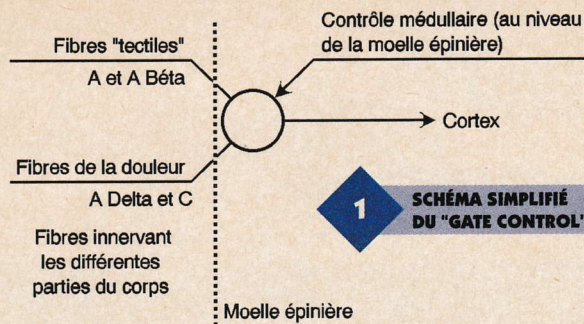 Contrôle médullaire (au niveau
de la moelle épinière)
Fibres "tectiles"
A et A Béta
Cortex
Fibres de la douleur
A Delta et C
Fibres innervant
les différentes
parties du corps
Moelle épinière
1
SCHÉMA SIMPLIFIÉ
DU "GATE CONTROL"